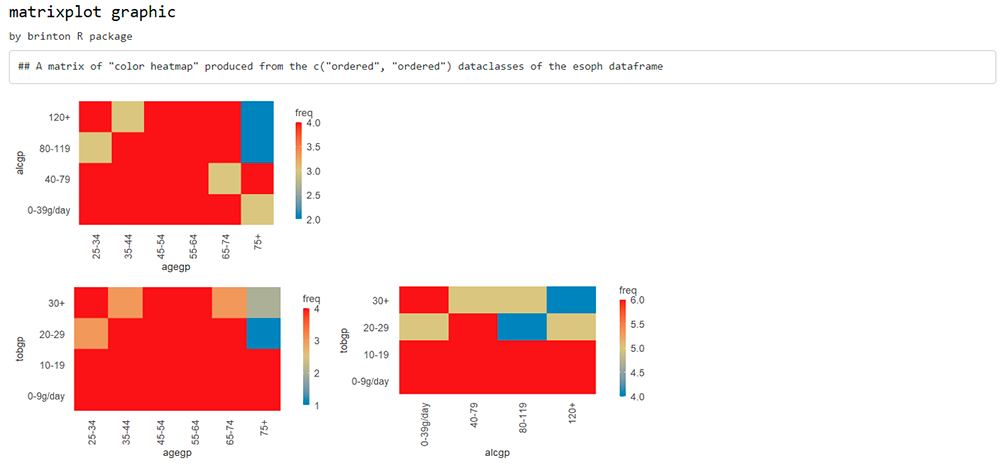 matrixplot graphic
by brinton R package
## A matrix of "color heatmap" produced from the c("ordered", "ordered") dataclasses of the esoph dataframe
alcgp
120+
80-119
40-79
0-39g/day
25-34
35-44
45-54
55-64
65-74
75+
agegp
freq
4.0
3.5
3.0
2.5
2.0
tobgp
30+
20-29
10-19
0-9g/day
25-34
35-44
45-54
55-64
65-74
75+
agegp
freq
4
3
2
1
tobgp
30+
20-29
10-19
0-9g/day
0-39g/day
40-79
80-119
120+
alcgp
freq
6.0
5.5
5.0
4.5
4.0